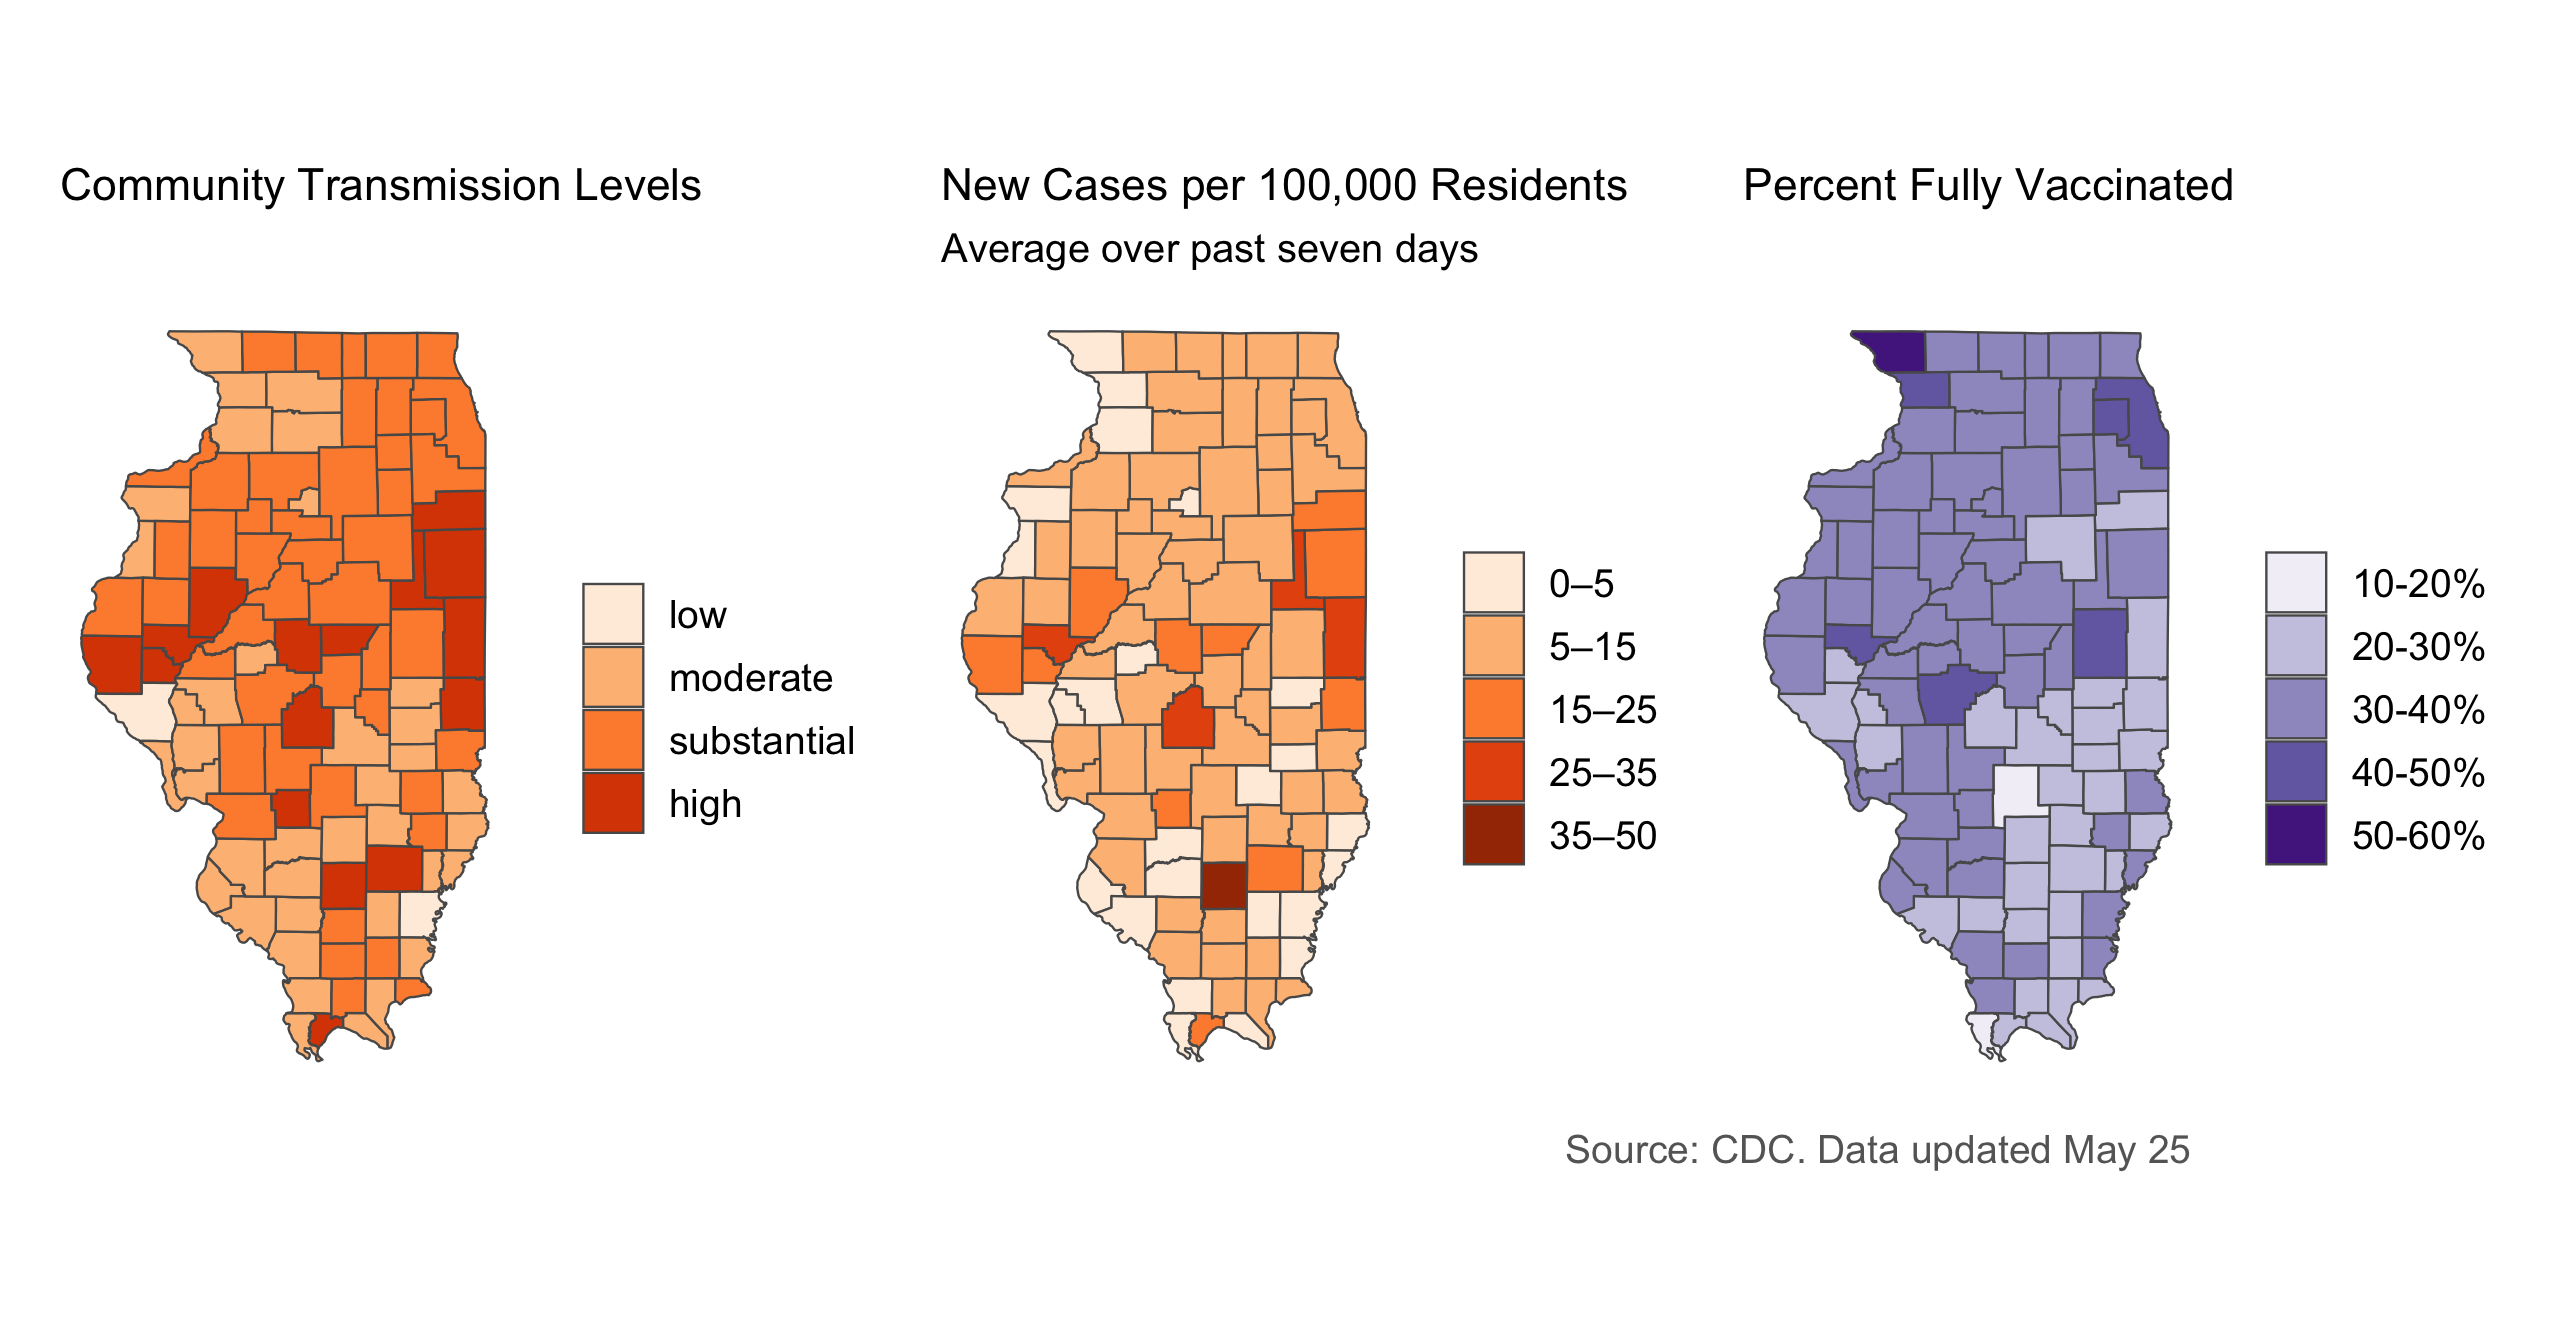 Community Transmission Levels
low
moderate
substantial
high
New Cases per 100,000 Residents
Average over past seven days
0–5
5–15
15–25
25–35
35–50
Percent Fully Vaccinated
10-20%
20-30%
30-40%
40-50%
50-60%
Source: CDC. Data updated May 25